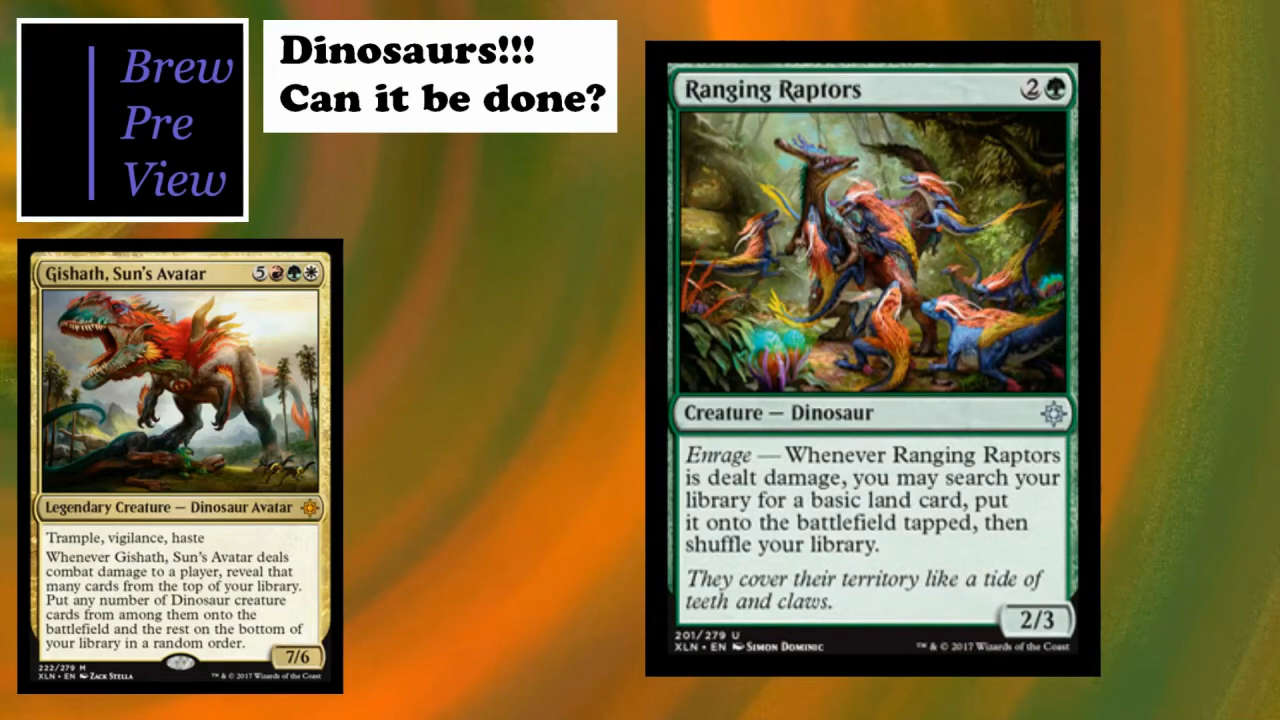 Brew
Pre
View
Dinosaurs!!!
Can it be done?
Gishath, Sun's Avatar 5
Legendary Creature — Dinosaur Avatar
Trample, vigilance, haste
Whenever Gishath, Sun's Avatar deals
combat damage to a player, reveal that
many cards from the top of your library.
Put any number of Dinosaur creature
cards from among them onto the
battlefield and the rest on the bottom of
your library in a random order.
7/6
222/279 M
XLN • EN Zack Stella
™ & © 2017 Wizards of the Coast
Ranging Raptors 2
Creature — Dinosaur
Enrage — Whenever Ranging Raptors
is dealt damage, you may search your
library for a basic land card, put
it onto the battlefield tapped, then
shuffle your library.
They cover their territory like a tide of
teeth and claws.
2/3
201/279 U
XLN • EN Simon Dominic
™ & © 2017 Wizards of the Coast